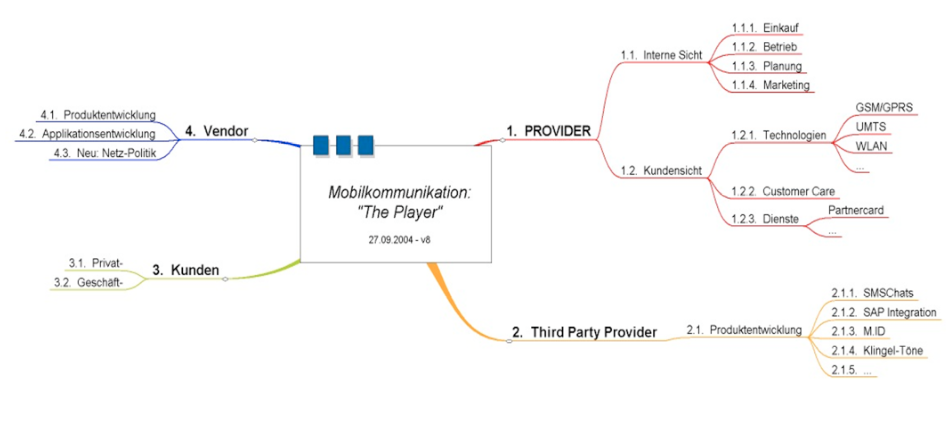 Mobilkommunikation:
"The Player"
27.09.2004 - v8
1. PROVIDER
1.1. Interne Sicht
1.1.1. Einkauf
1.1.2. Betrieb
1.1.3. Planung
1.1.4. Marketing
1.2. Kundensicht
1.2.1. Technologien
GSM/GPRS
UMTS
WLAN
...
1.2.2. Customer Care
1.2.3. Dienste
Partnercard
...
2. Third Party Provider
2.1. Produktentwicklung
2.1.1. SMSChats
2.1.2. SAP Integration
2.1.3. M.ID
2.1.4. Klingel-Töne
2.1.5. ...
3. Kunden
3.1. Privat-
3.2. Geschäft-
4. Vendor
4.1. Produktentwicklung
4.2. Applikationsentwicklung
4.3. Neu: Netz-Politik